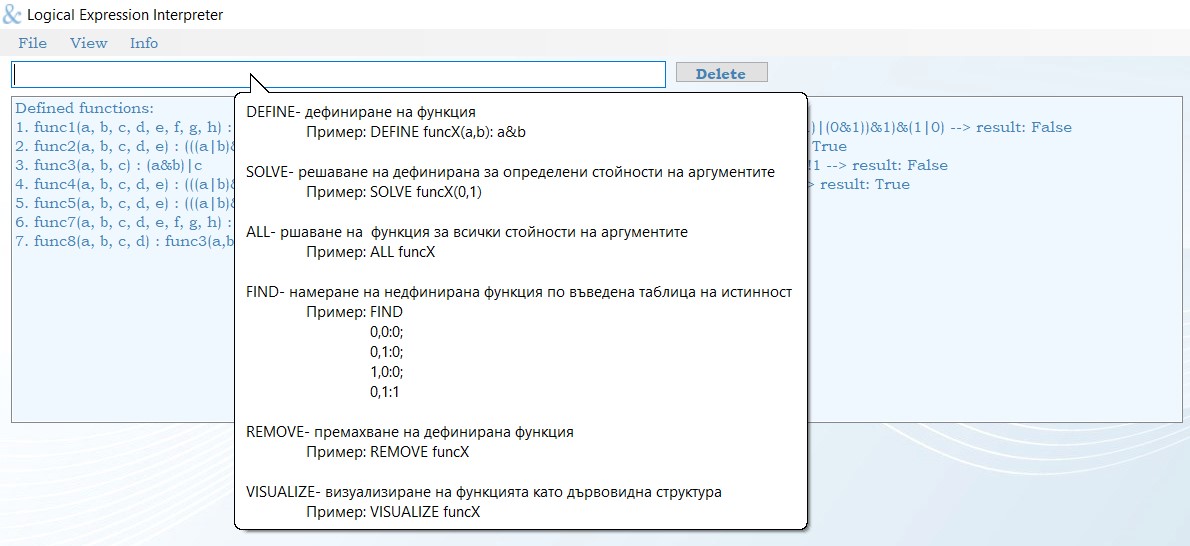 Logical Expression Interpreter
File View Info
Delete
Defined functions:
1. func1(a, b, c, d, e, f, g, h) :
2. func2(a, b, c, d, e) : (((a|b)&
3. func3(a, b, c) : (a&b)|c
4. func4(a, b, c, d, e) : (((a|b)&
5. func5(a, b, c, d, e) : (((a|b)&
6. func7(a, b, c, d, e, f, g, h) :
7. func8(a, b, c, d) : func3(a,b
)|(0&1))&1)&(1|0) --> result: False
True
!1 --> result: False
> result: True
DEFINE- дефиниране на функция
Пример: DEFINE funcX(a,b): a&b
SOLVE- решаване на дефинирана за определени стойности на аргументите
Пример: SOLVE funcX(0,1)
ALL- ршаване на функция за всички стойности на аргументите
Пример: ALL funcX
FIND- намеране на недфинирана функция по въведена таблица на истинност
Пример: FIND
0,0:0;
0,1:0;
1,0:0;
0,1:1
REMOVE- премахване на дефинирана функция
Пример: REMOVE funcX
VISUALIZE- визуализиране на функцията като дървовидна структура
Пример: VISUALIZE funcX